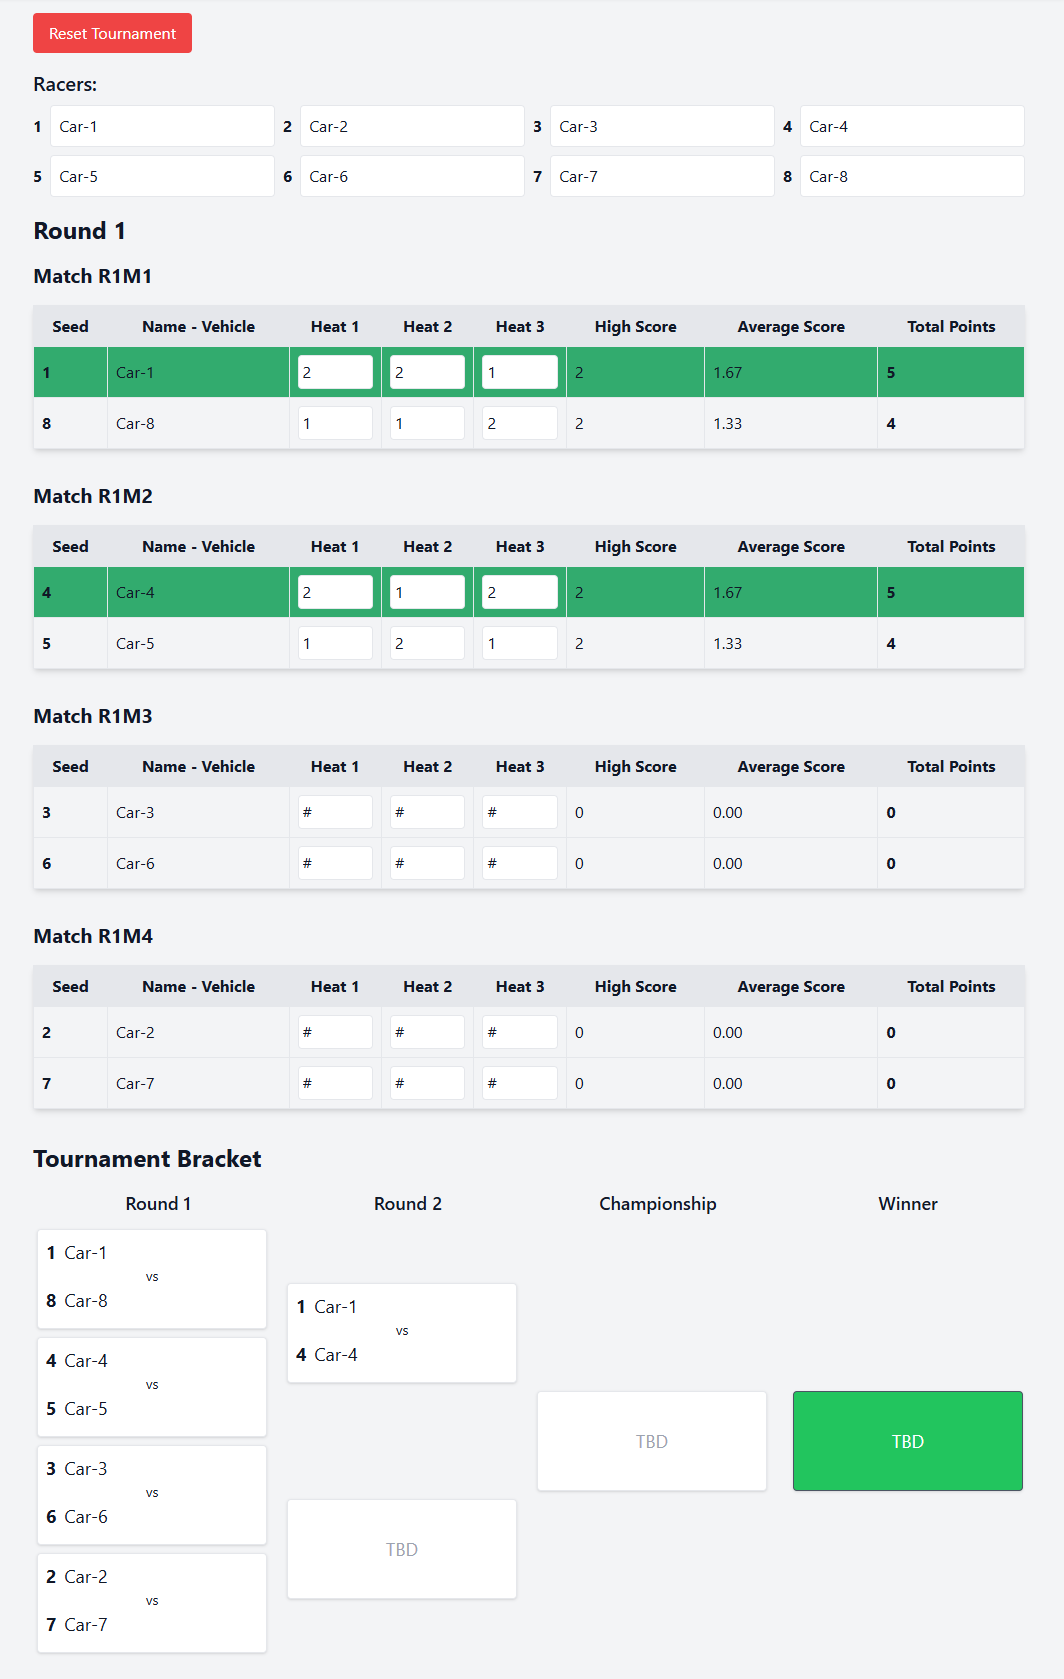 Reset Tournament
Racers:
1 Car-1 2 Car-2 3 Car-3 4 Car-4
5 Car-5 6 Car-6 7 Car-7 8 Car-8
Round 1
Match R1M1
Seed Name - Vehicle Heat 1 Heat 2 Heat 3 High Score Average Score Total Points
1 Car-1 2 2 1 2 1.67 5
8 Car-8 1 1 2 2 1.33 4
Match R1M2
Seed Name - Vehicle Heat 1 Heat 2 Heat 3 High Score Average Score Total Points
4 Car-4 2 1 2 2 1.67 5
5 Car-5 1 2 1 2 1.33 4
Match R1M3
Seed Name - Vehicle Heat 1 Heat 2 Heat 3 High Score Average Score Total Points
3 Car-3 # # # 0 0.00 0
6 Car-6 # # # 0 0.00 0
Match R1M4
Seed Name - Vehicle Heat 1 Heat 2 Heat 3 High Score Average Score Total Points
2 Car-2 # # # 0 0.00 0
7 Car-7 # # # 0 0.00 0
Tournament Bracket
Round 1 Round 2 Championship Winner
1 Car-1
vs
8 Car-8
4 Car-4
vs
5 Car-5
3 Car-3
vs
6 Car-6
2 Car-2
vs
7 Car-7
1 Car-1
vs
4 Car-4
TBD
TBD
TBD